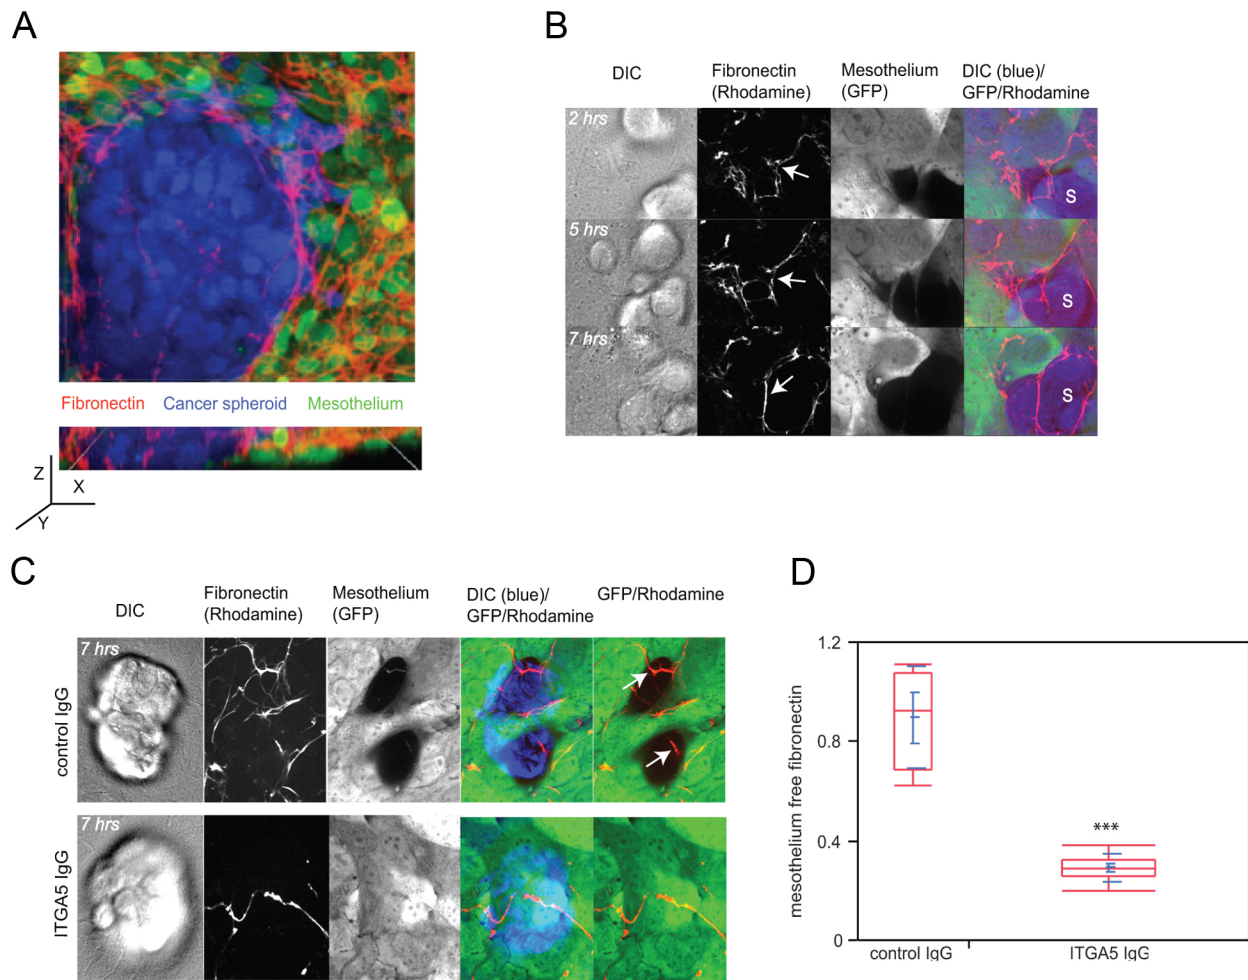 A
Fibronectin Cancer spheroid Mesothelium
Z
X
Y
B
DIC
Fibronectin
(Rhodamine)
Mesothelium
(GFP)
DIC (blue)/
GFP/Rhodamine
2 hrs
S
5 hrs
S
7 hrs
S
C
DIC
Fibronectin
(Rhodamine)
Mesothelium
(GFP)
DIC (blue)/
GFP/Rhodamine
GFP/Rhodamine
control IgG
7 hrs
ITGA5 IgG
7 hrs
D
mesothelium free fibronectin
1.2
0.8
0.4
0
***
control IgG
ITGA5 IgG